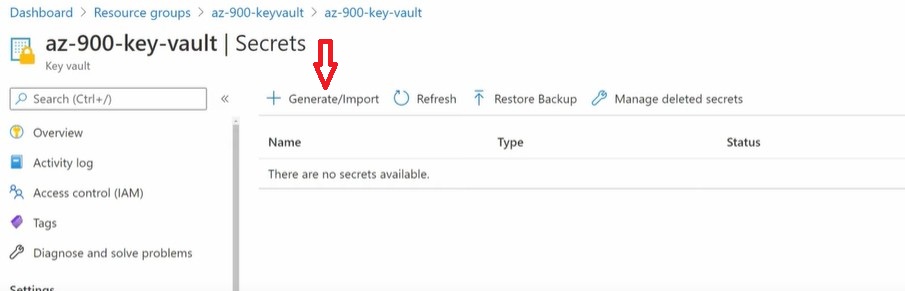 Dashboard > Resource groups > az-900-keyvault > az-900-key-vault
az-900-key-vault | Secrets
Key vault
Search (Ctrl+/) «
+ Generate/Import Refresh Restore Backup Manage deleted secrets
Overview
Activity log
Access control (IAM)
Tags
Diagnose and solve problems
Settings
Name Type Status
There are no secrets available.